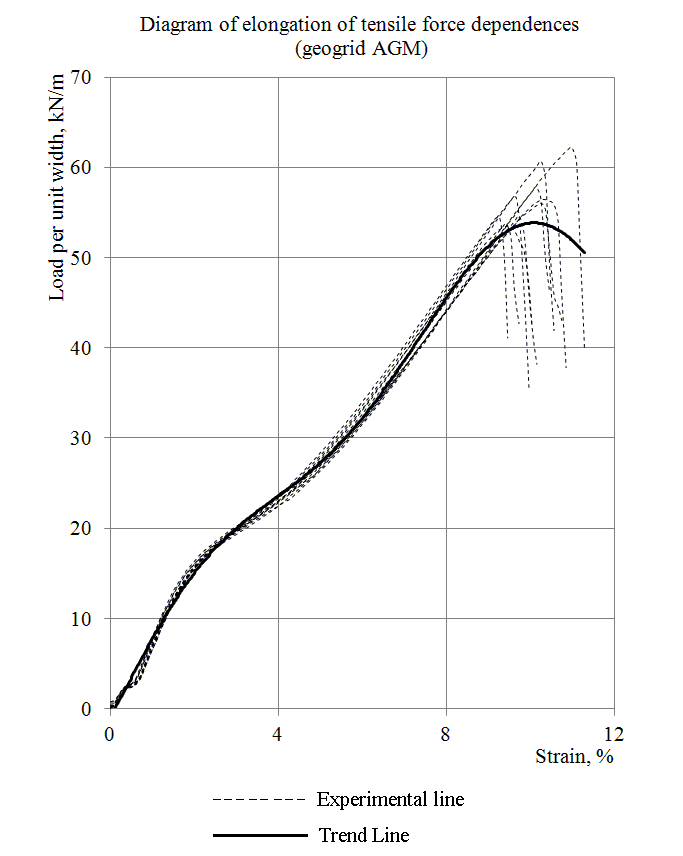 Diagram of elongation of tensile force dependences
(geogrid AGM)
Load per unit width, kN/m
70
60
50
40
30
20
10
0
0 4 8 12
Strain, %
Experimental line
Trend Line